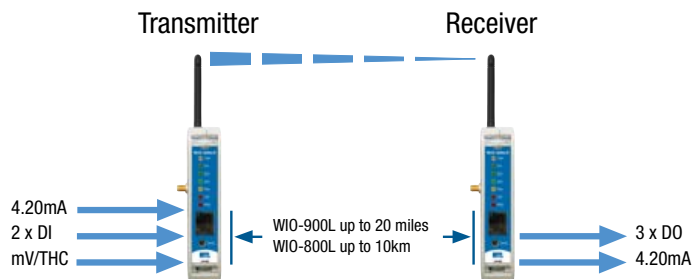 Transmitter
Receiver
4.20mA
2 x DI
mV/THC
WIO-900L up to 20 miles
WIO-800L up to 10km
3 x DO
4.20mA